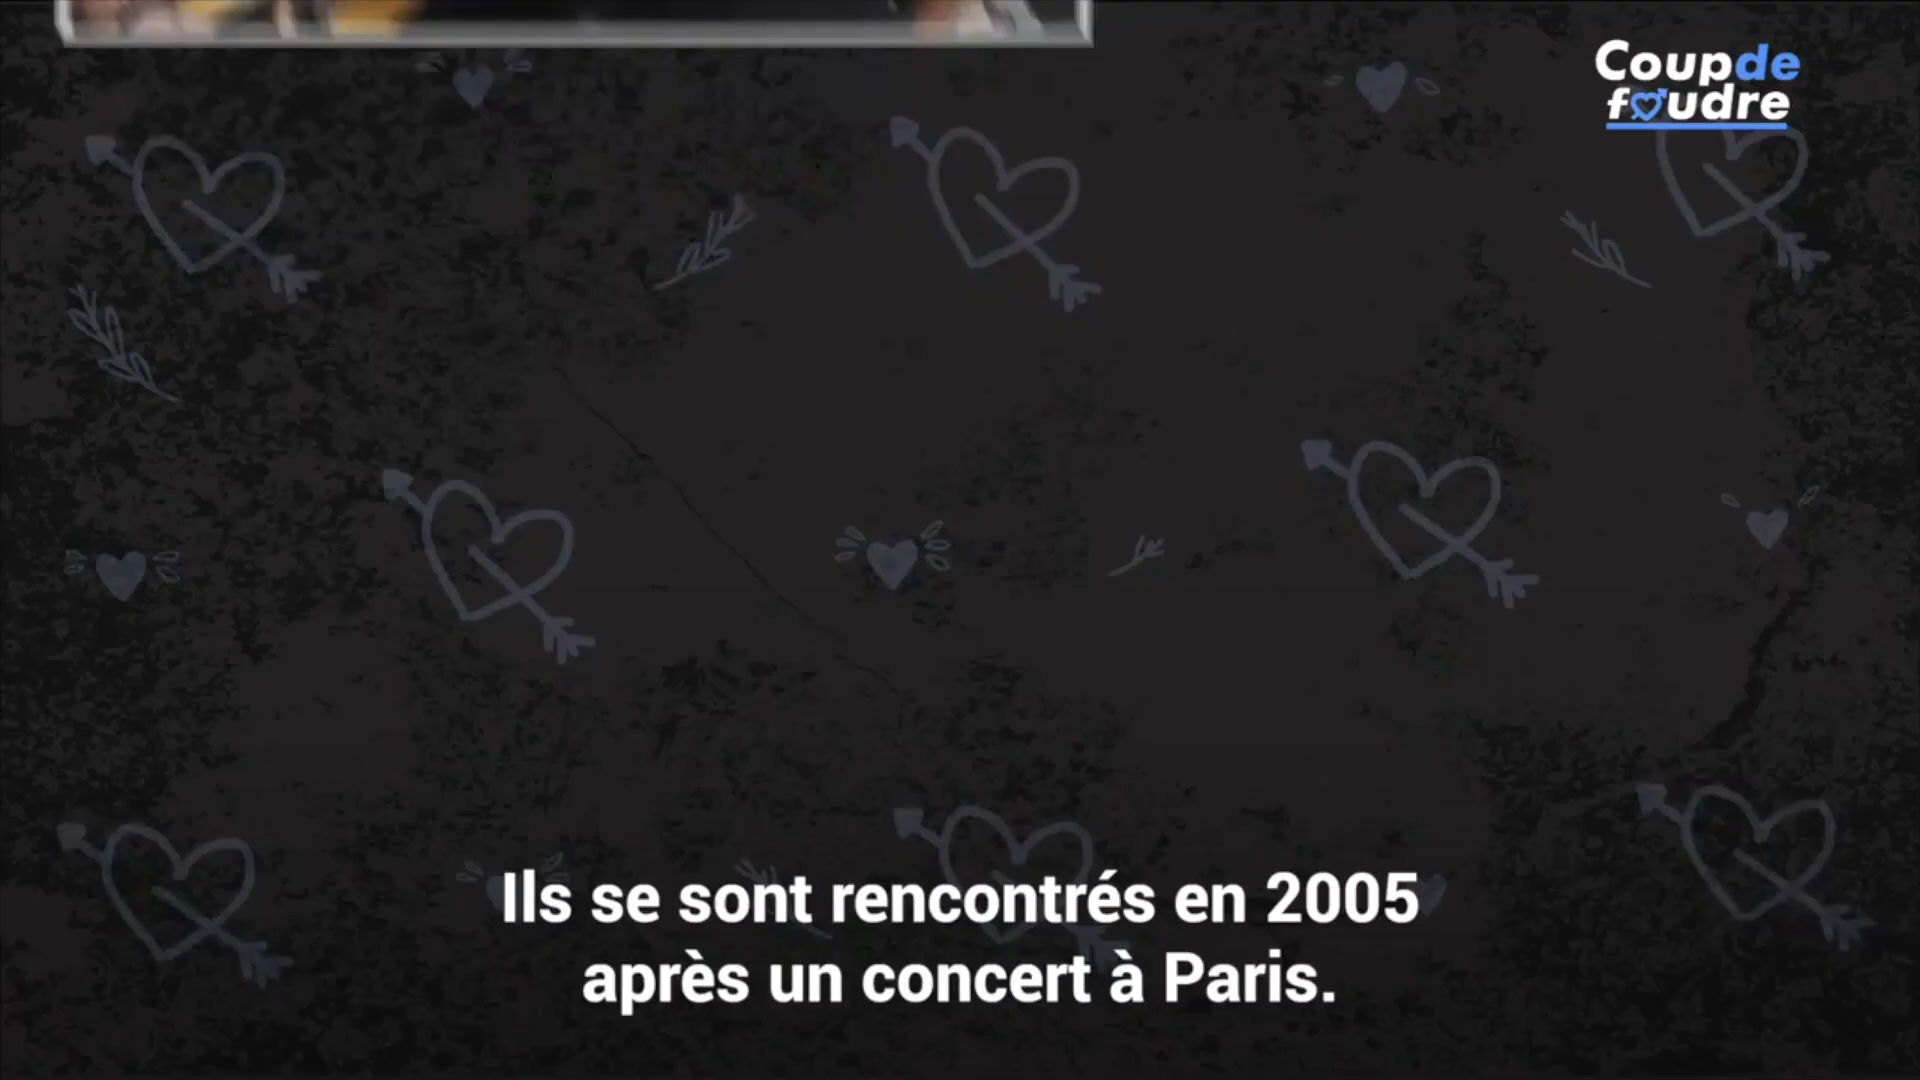 Coupde
foudre
Ils se sont rencontrés en 2005
après un concert à Paris.